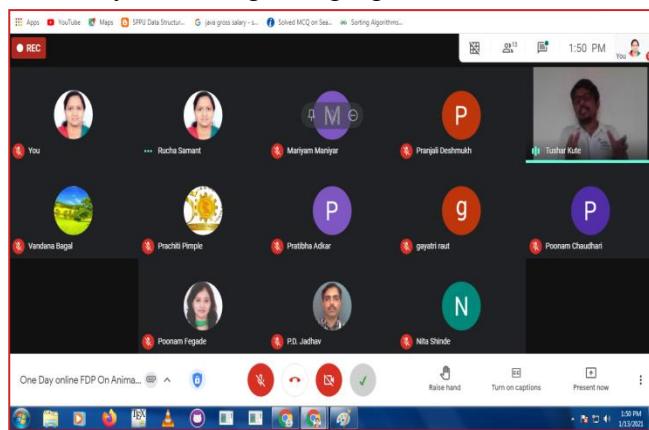 Apps YouTube Maps SPPU Data Structur... java gross salary - s... Solved MCQ on Sea... Sorting Algorithms...
REC
13
1:50 PM
You
M
P
You
Rucha Samant
Mariyam Maniyar
Pranjali Deshmukh
Tushar Kute
P
g
P
Vandana Bagal
Prachiti Pimple
Pratibha Adkar
gayatri raut
Poonam Chaudhari
N
Poonam Fegade
P.D. Jadhav
Nita Shinde
One Day online FDP On Anima...
Raise hand
Turn on captions
Present now
1:50 PM
1/13/2021